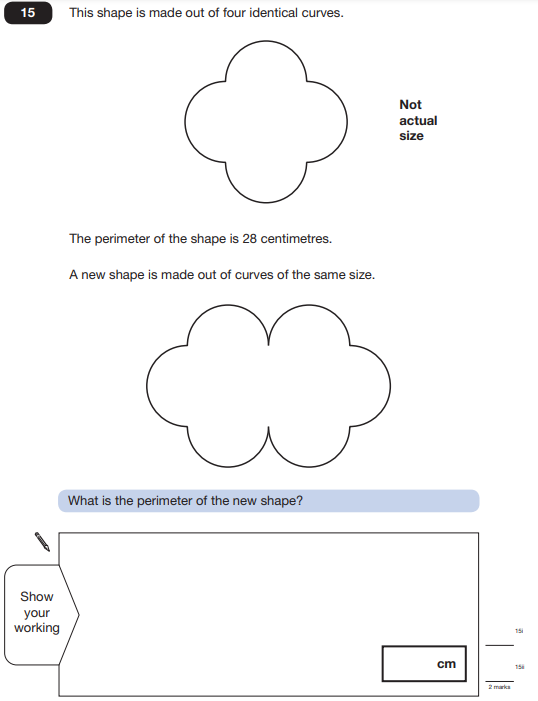 15 This shape is made out of four identical curves.
Not
actual
size
The perimeter of the shape is 28 centimetres.
A new shape is made out of curves of the same size.
What is the perimeter of the new shape?
Show
your
working
cm
15i
15ii
2 marks